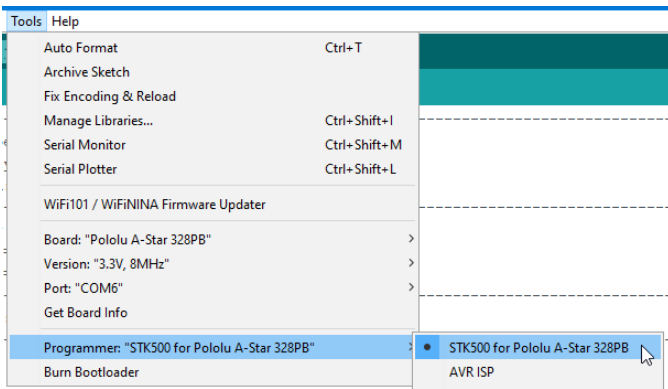 Tools Help
Auto Format Ctrl+T
Archive Sketch
Fix Encoding & Reload
Manage Libraries... Ctrl+Shift+I
Serial Monitor Ctrl+Shift+M
Serial Plotter Ctrl+Shift+L
WiFi101 / WiFiNINA Firmware Updater
Board: "Pololu A-Star 328PB"
Version: "3.3V, 8MHz"
Port: "COM6"
Get Board Info
Programmer: "STK500 for Pololu A-Star 328PB" STK500 for Pololu A-Star 328PB
Burn Bootloader AVR ISP